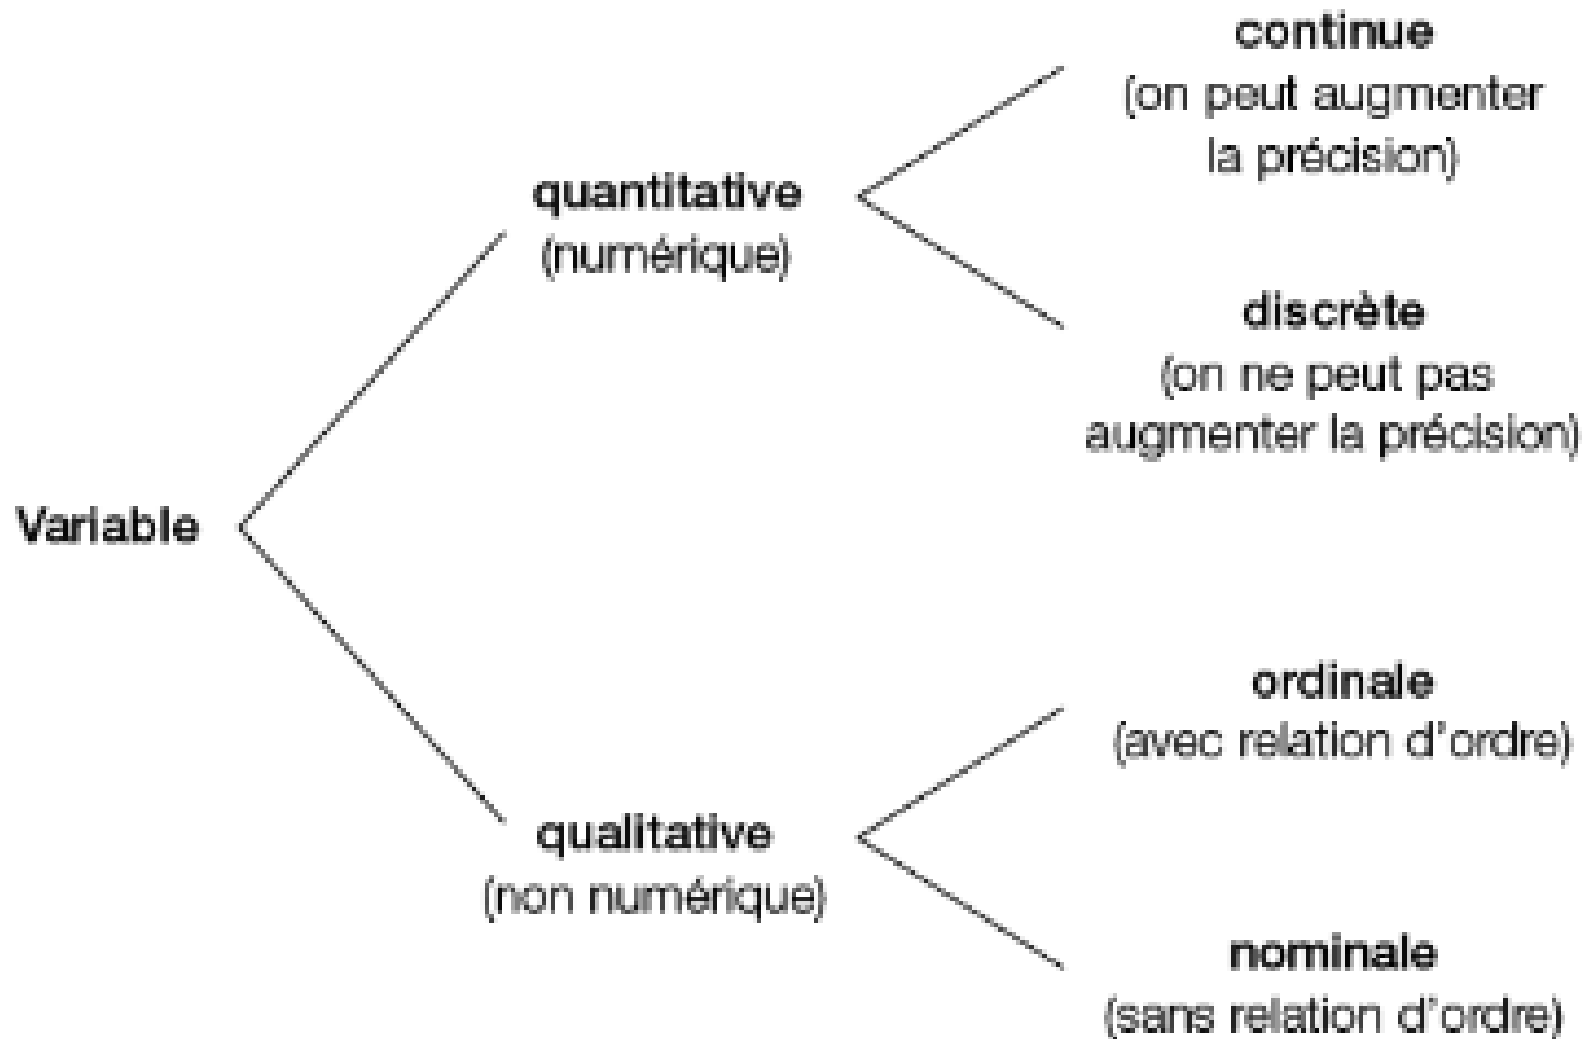 continue
(on peut augmenter
la précision)
quantitative
(numérique)
discrète
(on ne peut pas
augmenter la précision)
Variable
ordinale
(avec relation d'ordre)
qualitative
(non numérique)
nominale
(sans relation d'ordre)